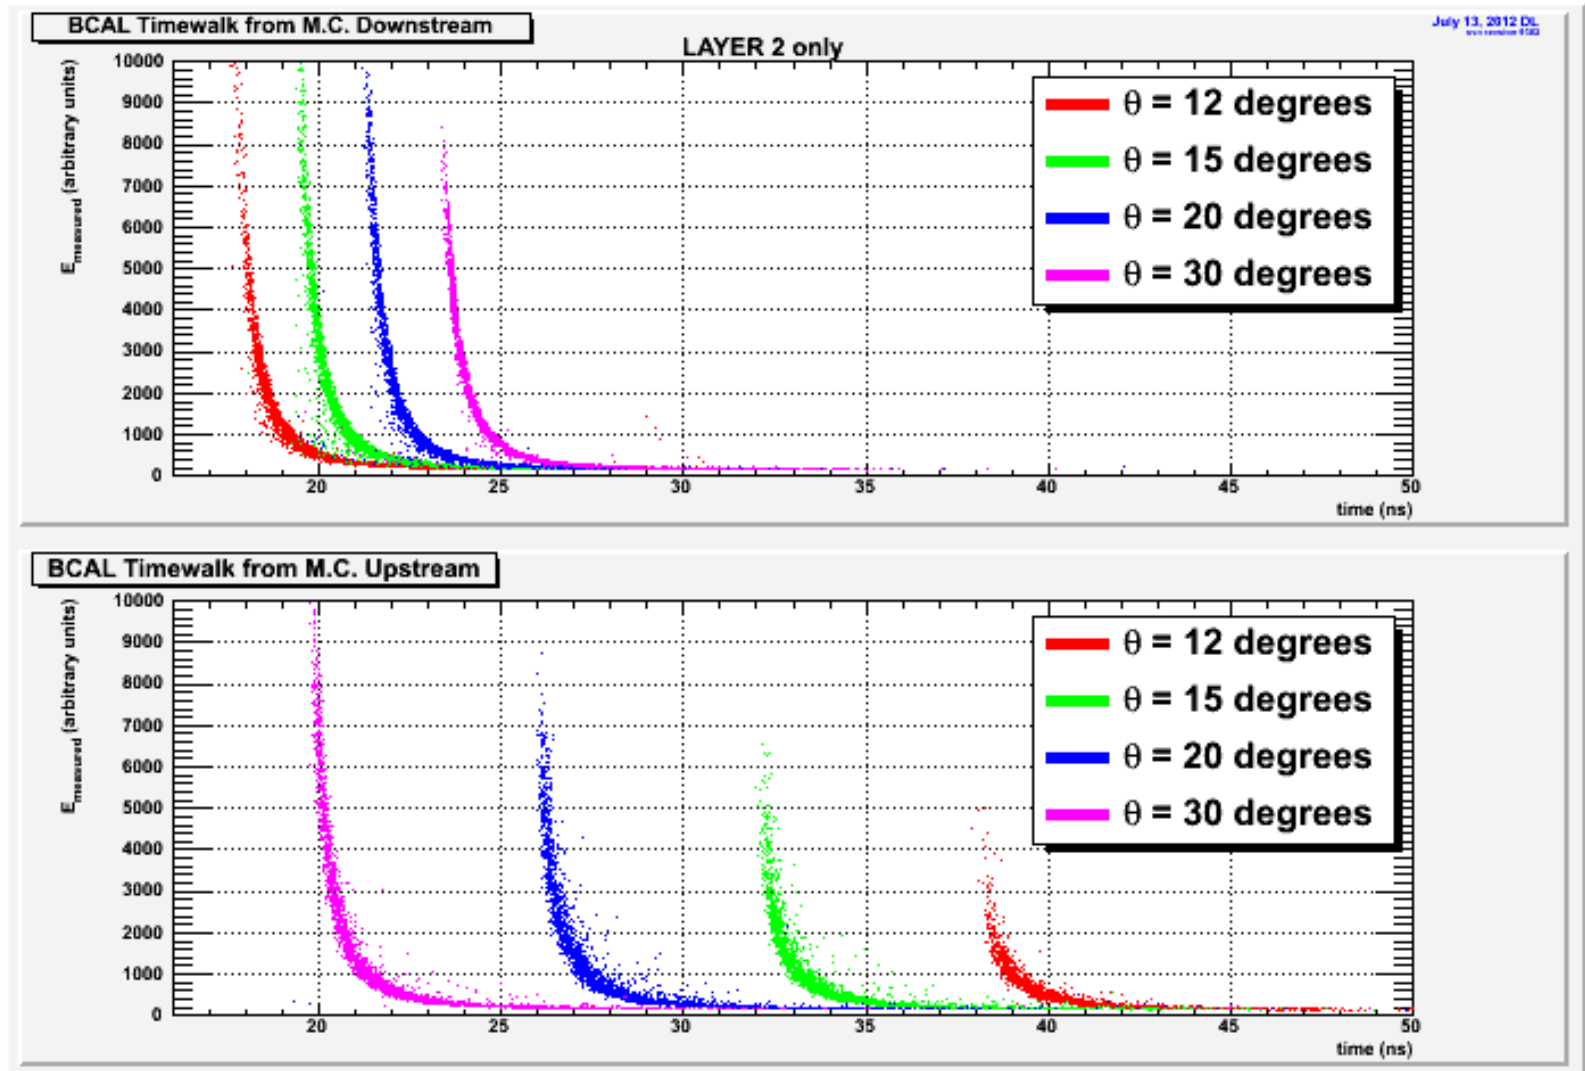 BCAL Timewalk from M.C. Downstream
July 13, 2012 DL
LAYER 2 only
E measured (arbitrary units)
10000
9000
8000
7000
6000
5000
4000
3000
2000
1000
0
θ = 12 degrees
θ = 15 degrees
θ = 20 degrees
θ = 30 degrees
20 25 30 35 40 45 50
time (ns)
BCAL Timewalk from M.C. Upstream
E measured (arbitrary units)
10000
9000
8000
7000
6000
5000
4000
3000
2000
1000
0
θ = 12 degrees
θ = 15 degrees
θ = 20 degrees
θ = 30 degrees
20 25 30 35 40 45 50
time (ns)